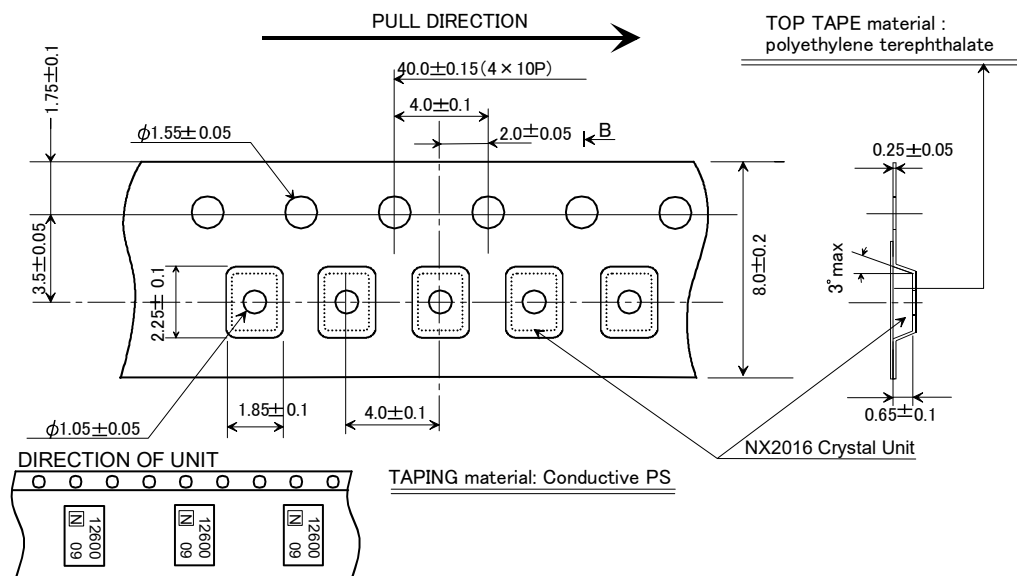 PULL DIRECTION
TOP TAPE material :
polyethylene terephthalate
1.75±0.1
40.0±0.15(4×10P)
4.0±0.1
2.0±0.05
B
φ1.55±0.05
0.25±0.05
3.5±0.05
8.0±0.2
3°max
2.25± 0.1
1.85±0.1
4.0±0.1
0.65±0.1
φ1.05±0.05
NX2016 Crystal Unit
DIRECTION OF UNIT
TAPING material: Conductive PS
12600
N 09
12600
N 09
12600
N 09